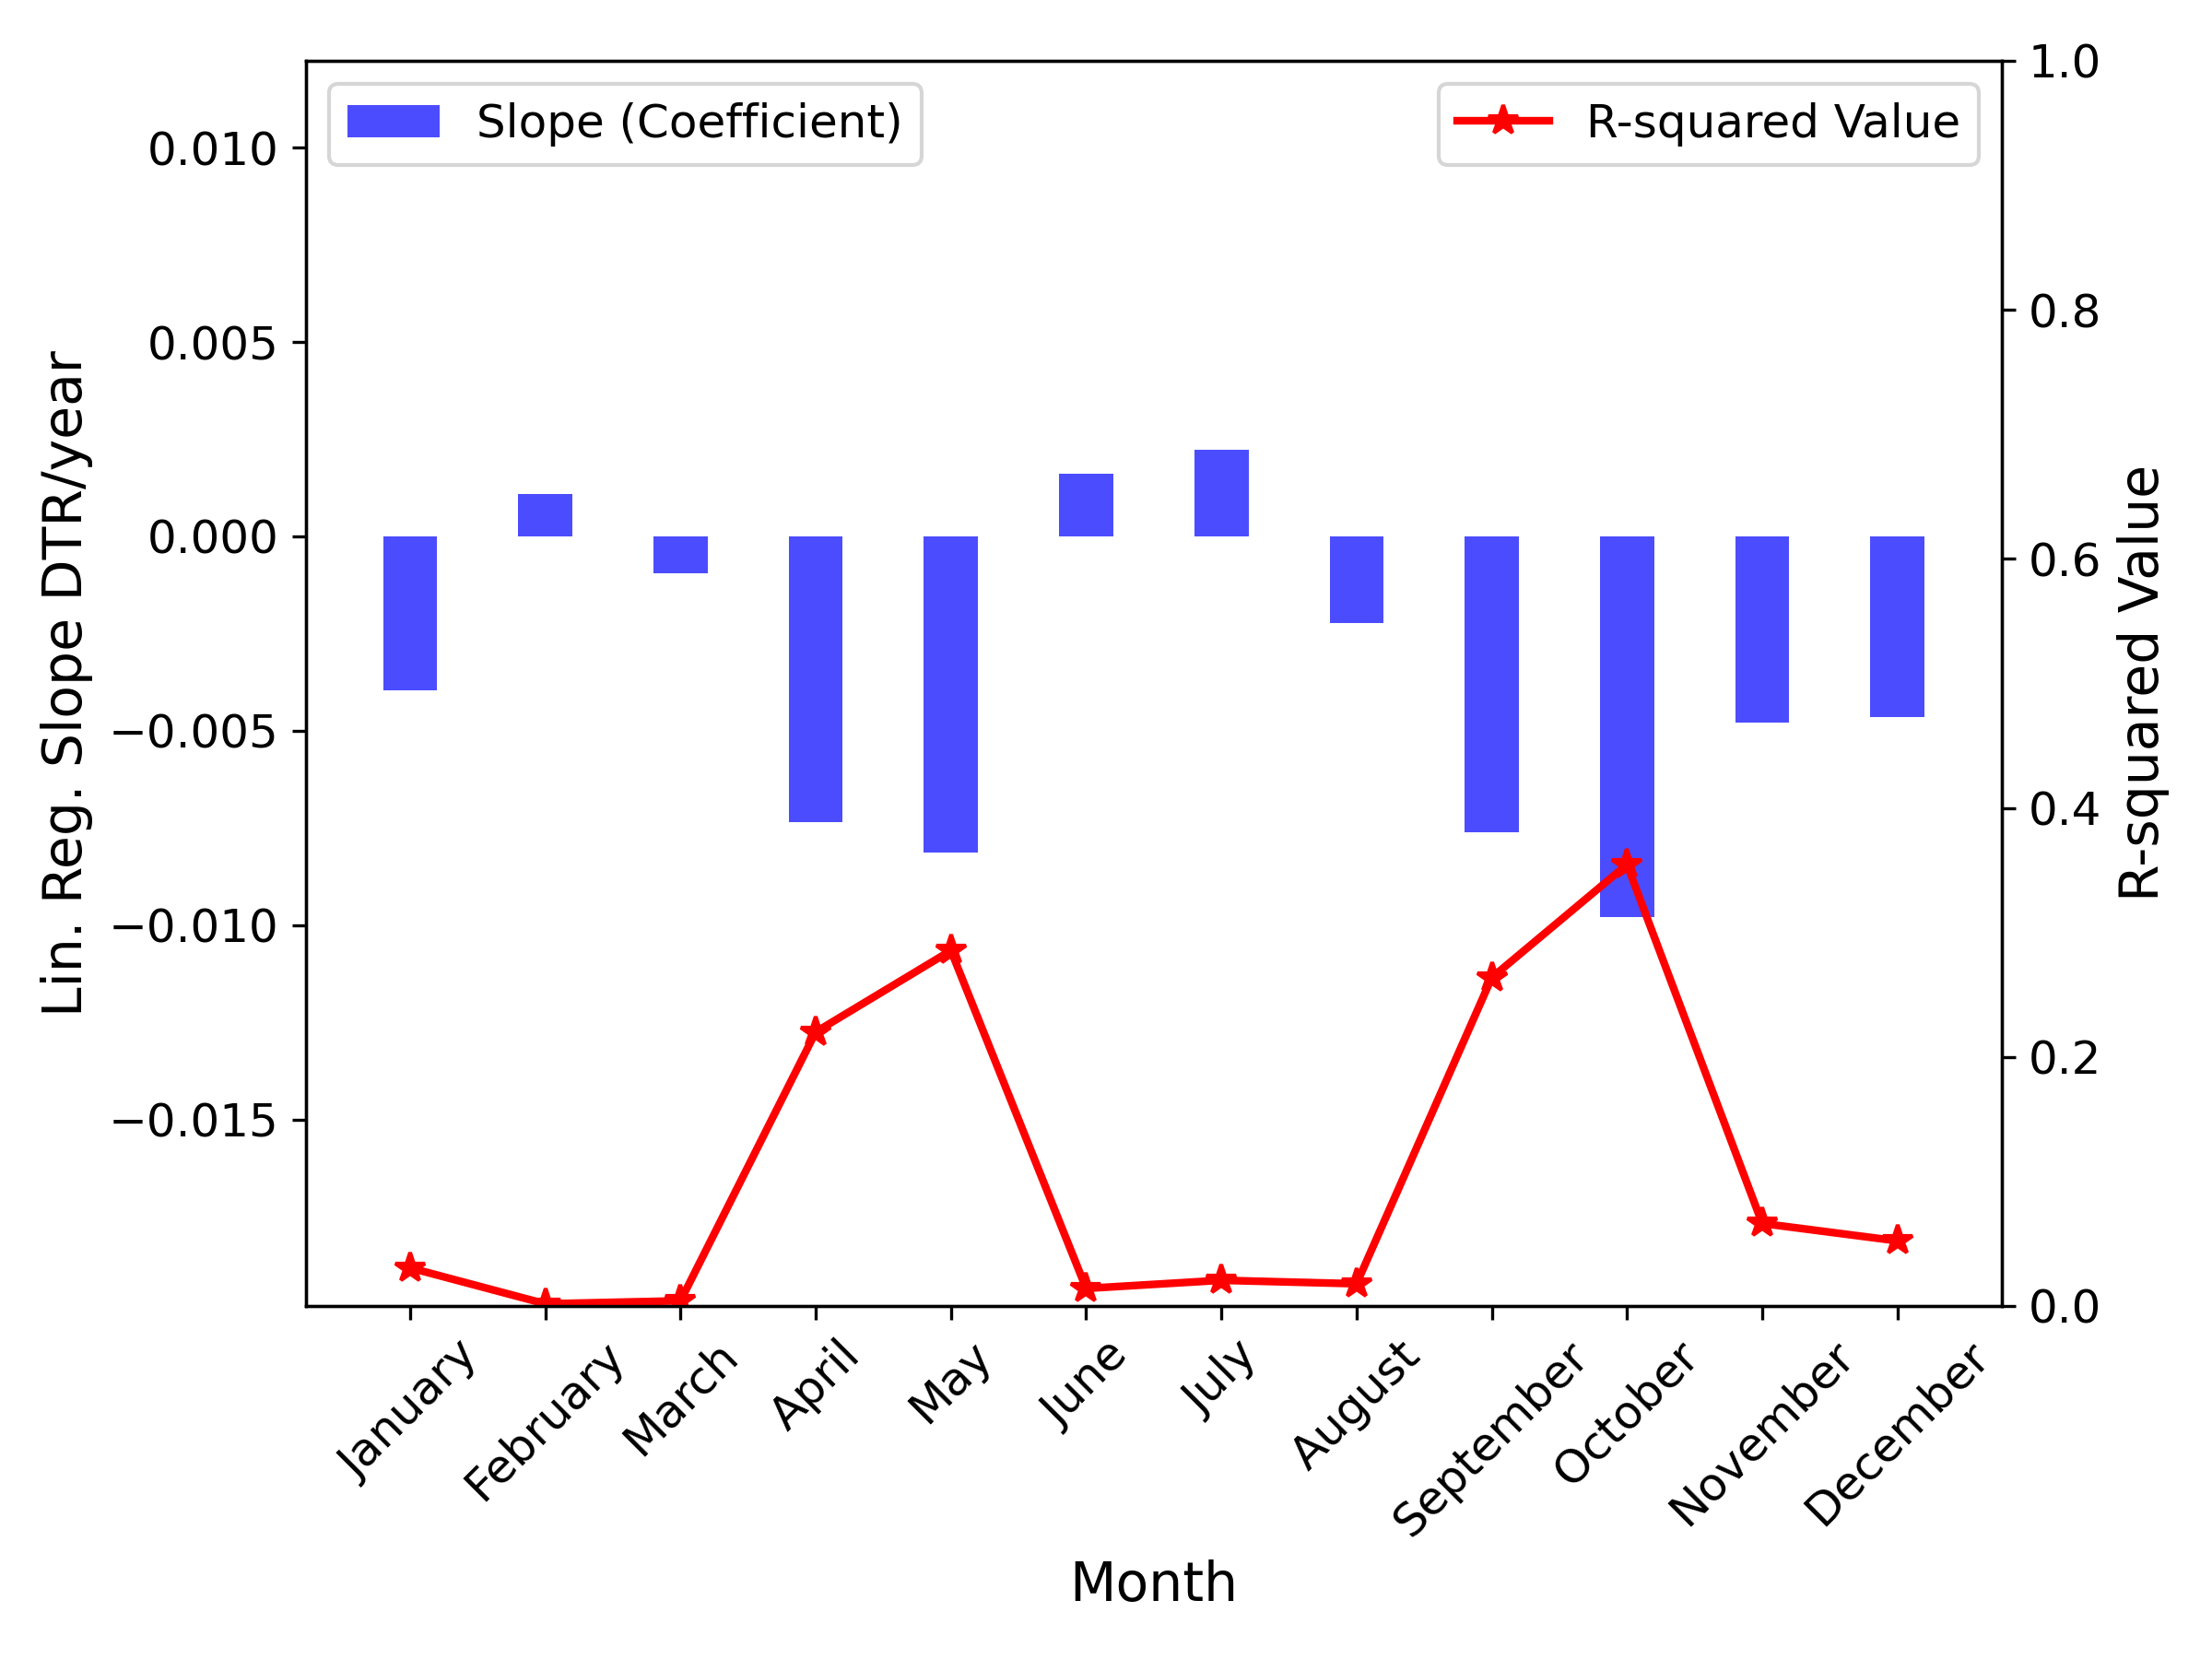 Slope (Coefficient)
R-squared Value
0.010
0.005
0.000
−0.005
−0.010
−0.015
Lin. Reg. Slope DTR/year
1.0
0.8
0.6
0.4
0.2
0.0
R-squared Value
January
February
March
April
May
June
July
August
September
October
November
December
Month